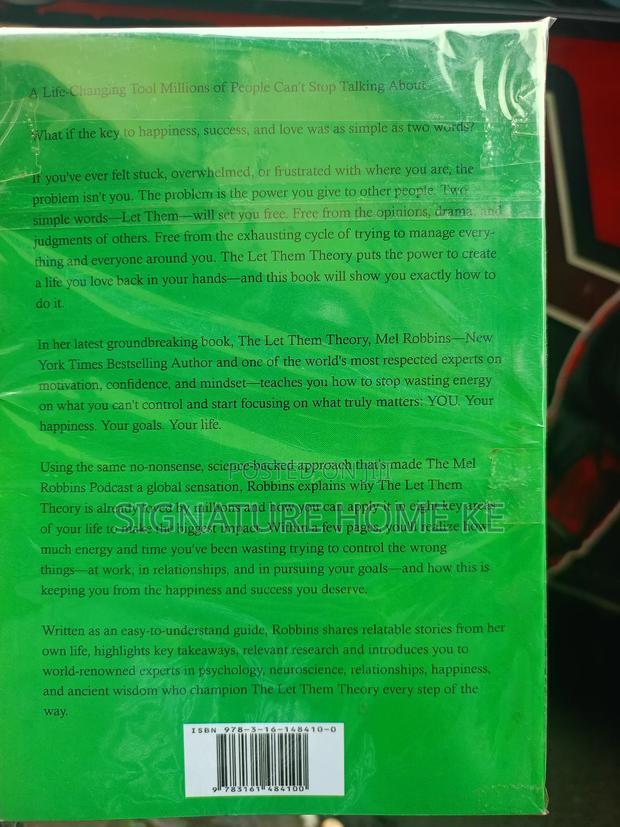 A Life-Changing Tool Millions of People Can't Stop Talking About
What if the key to happiness, success, and love was as simple as two words?
If you've ever felt stuck, overwhelmed, or frustrated with where you are, the
problem isn't you. The problem is the power you give to other people. Two
simple words—Let Them—will set you free. Free from the opinions, drama, and
judgments of others. Free from the exhausting cycle of trying to manage every-
thing and everyone around you. The Let Them Theory puts the power to create
a life you love back in your hands—and this book will show you exactly how to
do it.
In her latest groundbreaking book, The Let Them Theory, Mel Robbins—New
York Times Bestselling Author and one of the world's most respected experts on
motivation, confidence, and mindset—teaches you how to stop wasting energy
on what you can't control and start focusing on what truly matters: YOU. Your
happiness. Your goals. Your life.
Using the same no-nonsense, science-backed approach that's made The Mel
Robbins Podcast a global sensation, Robbins explains why The Let Them
Theory is already loved by millions and how you can apply it in eight key areas
of your life to make the biggest impact. Within a few pages, you'll realize how
much energy and time you've been wasting trying to control the wrong
things—at work, in relationships, and in pursuing your goals—and how this is
keeping you from the happiness and success you deserve.
Written as an easy-to-understand guide, Robbins shares relatable stories from her
own life, highlights key takeaways, relevant research and introduces you to
world-renowned experts in psychology, neuroscience, relationships, happiness,
and ancient wisdom who champion The Let Them Theory every step of the
way.
ISBN 978-3-16-148410-0
9 783161 484100
POSTED ON JIJI
SIGNATURE HOME KE